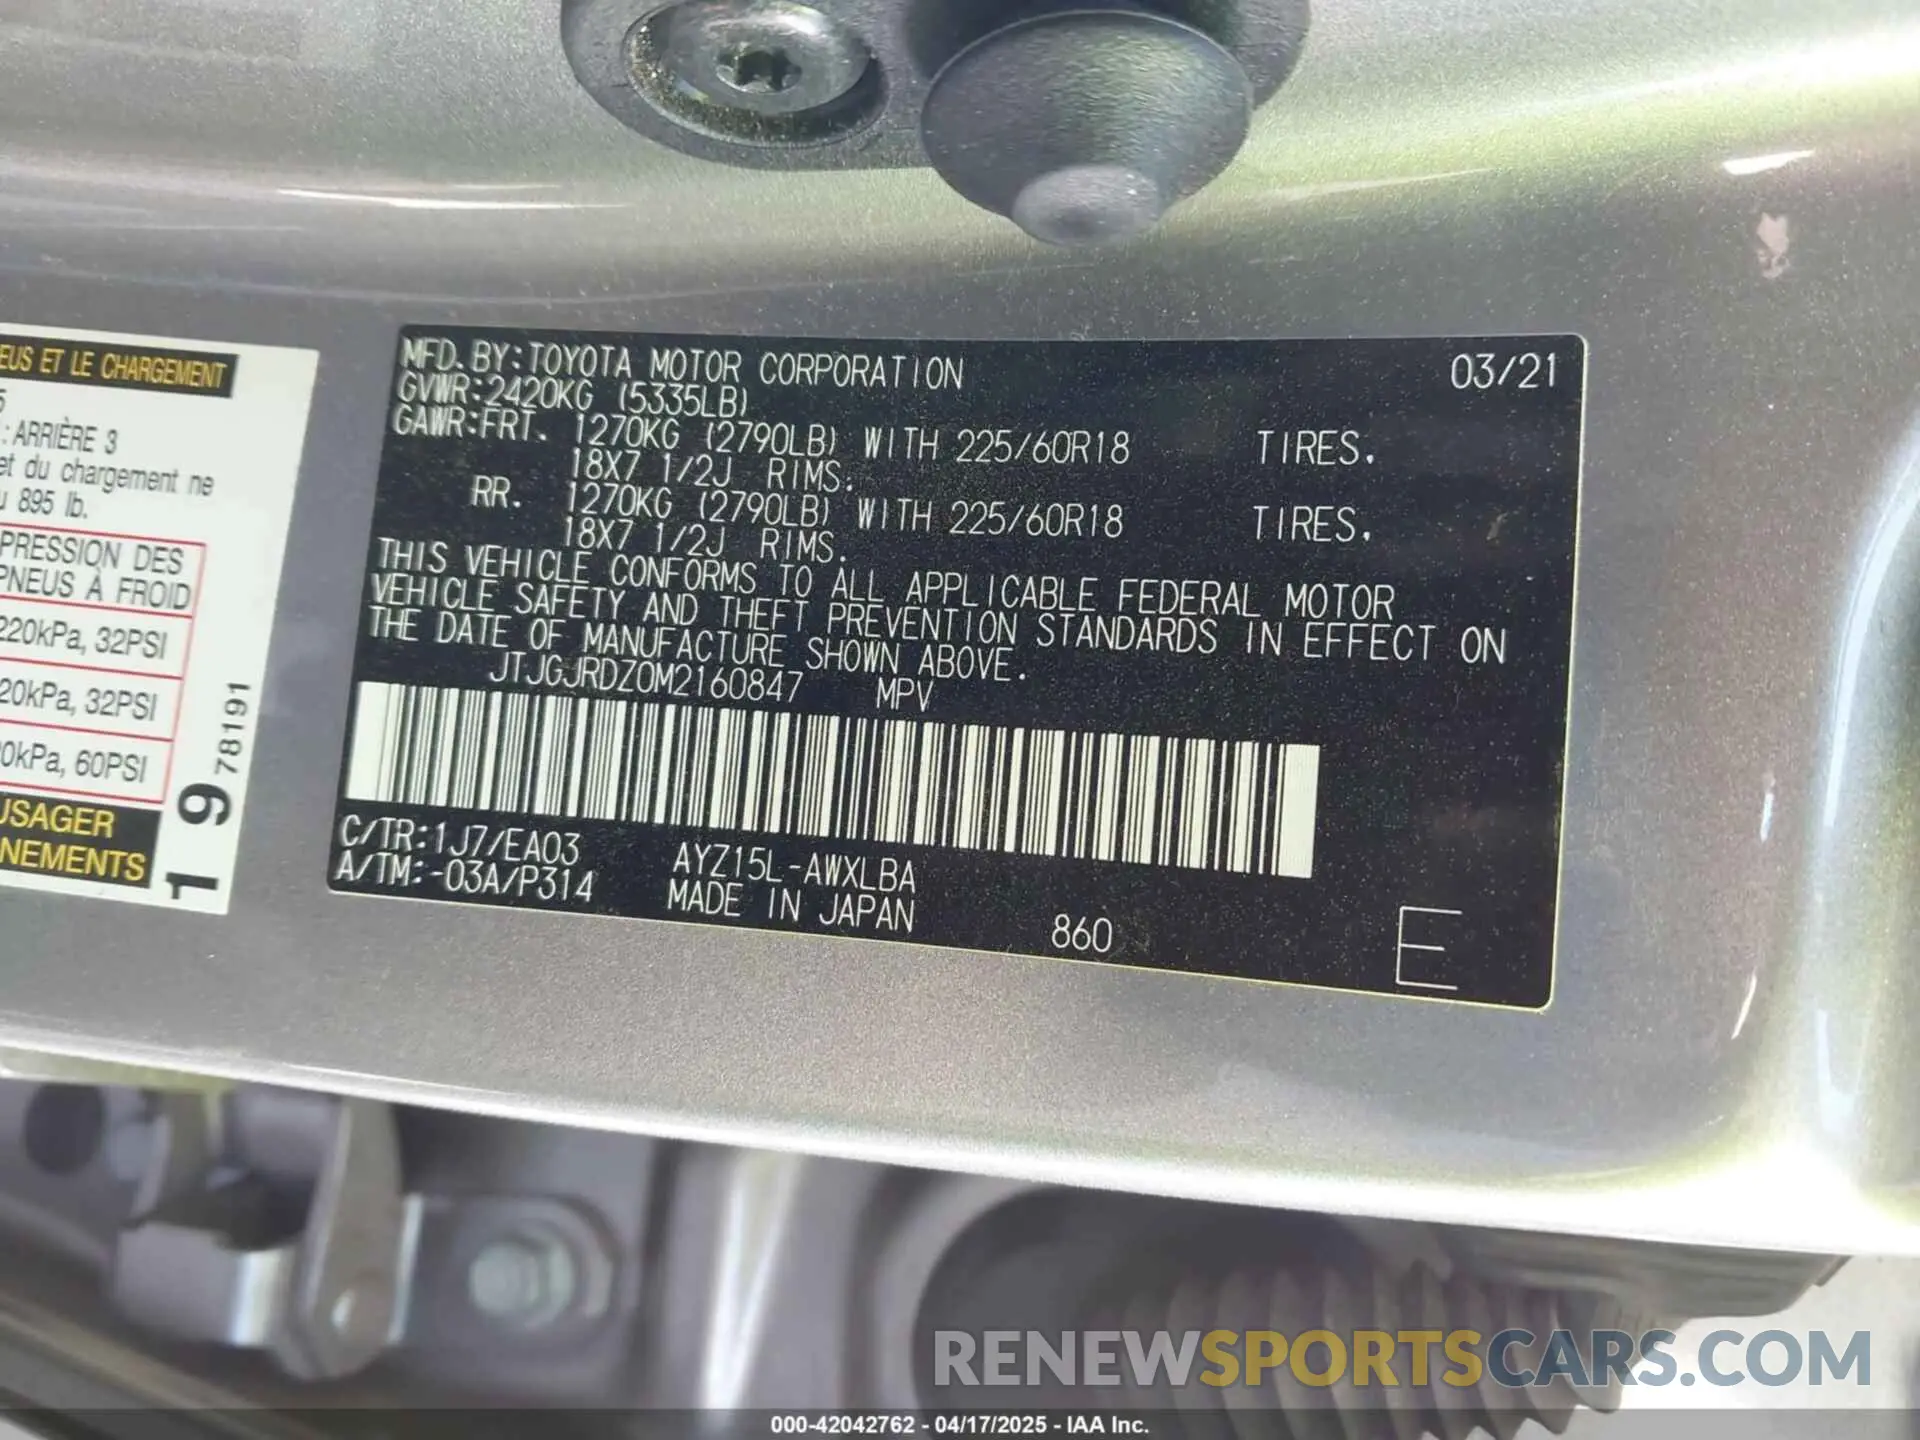 EUS ET LE CHARGEMENT
5
: ARRIÈRE 3
et du chargement ne
895 lb.
PRESSION DES
PNEUS À FROID
220kPa, 32PSI
20kPa, 32PSI
0kPa, 60PSI
USAGER
NEMENTS
19
78191
MFD. BY: TOYOTA MOTOR CORPORATION 03/21
GVWR: 2420KG (5335LB)
GAWR: FRT. 1270KG (2790LB) WITH 225/60R18 TIRES.
18X7 1/2J RIMS.
RR. 1270KG (2790LB) WITH 225/60R18 TIRES.
18X7 1/2J RIMS.
THIS VEHICLE CONFORMS TO ALL APPLICABLE FEDERAL MOTOR
VEHICLE SAFETY AND THEFT PREVENTION STANDARDS IN EFFECT ON
THE DATE OF MANUFACTURE SHOWN ABOVE.
JTJGJRDZ0M2160847 MPV
C/TR: 1J7/EA03 AYZ15L-AWXLBA
A/TM: -03A/P314 MADE IN JAPAN 860 E
RENEWSPORTSCARS.COM
000-42042762 - 04/17/2025 - IAA Inc.